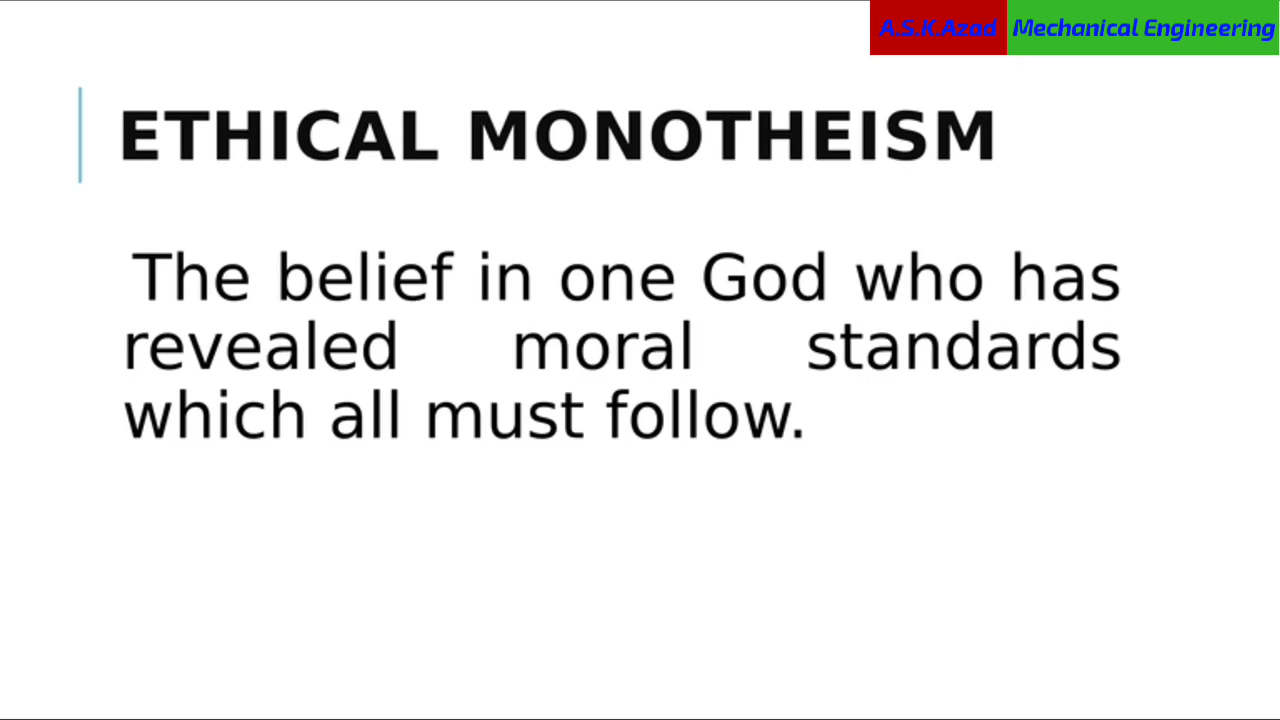 A.S.K.Azad Mechanical Engineering
ETHICAL MONOTHEISM
The belief in one God who has
revealed moral standards
which all must follow.